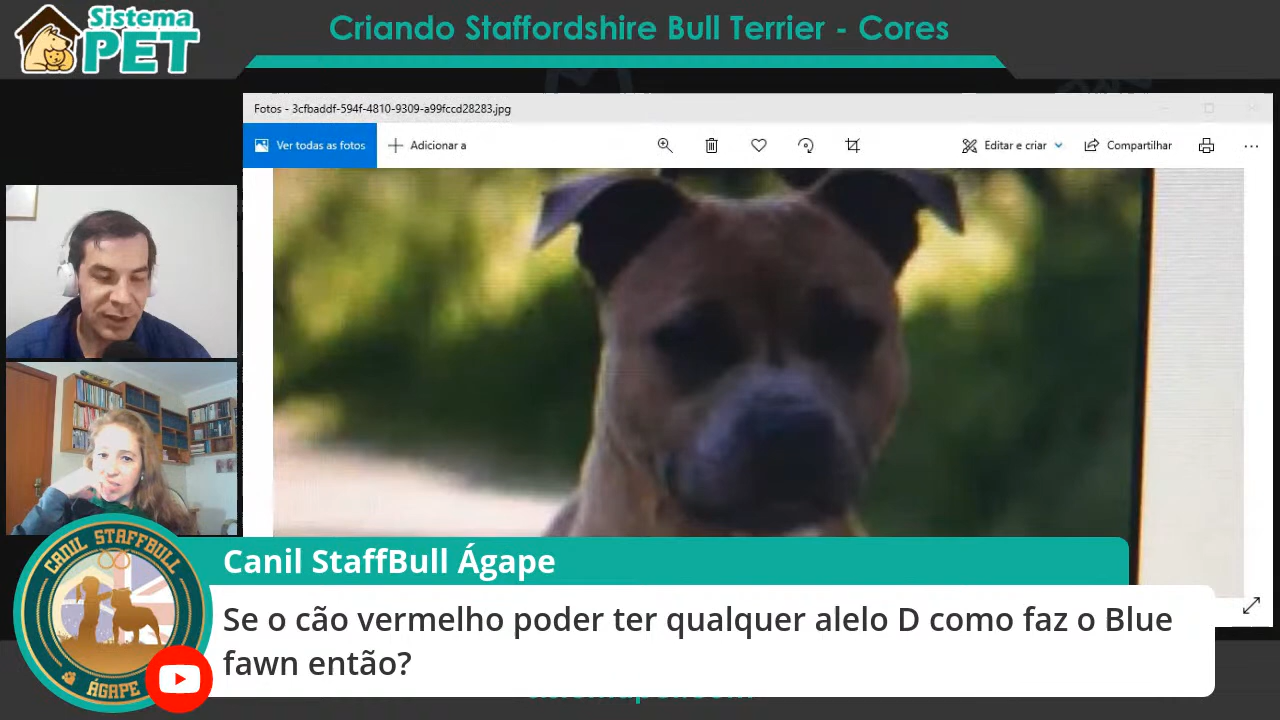 Sistema
PET
Criando Staffordshire Bull Terrier - Cores
Fotos - 3cfbaddf-594f-4810-9309-a99fccd28283.jpg
Ver todas as fotos
Adicionar a
Editar e criar
Compartilhar
CANIL STAFFBULL
ÁGAPE
Canil StaffBull Ágape
Se o cão vermelho poder ter qualquer alelo D como faz o Blue
fawn então?